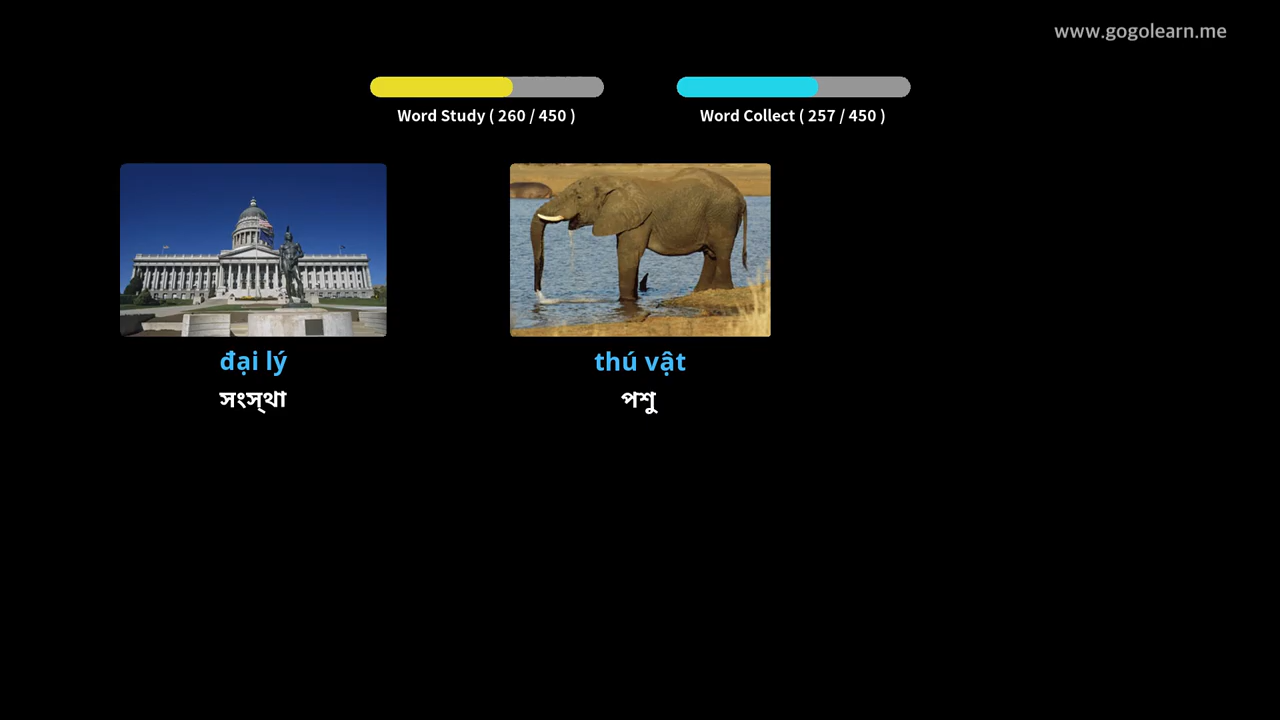 www.gogolearn.me
Word Study ( 260 / 450 )
Word Collect ( 257 / 450 )
đại lý
thú vật
সংস্থা
পশু